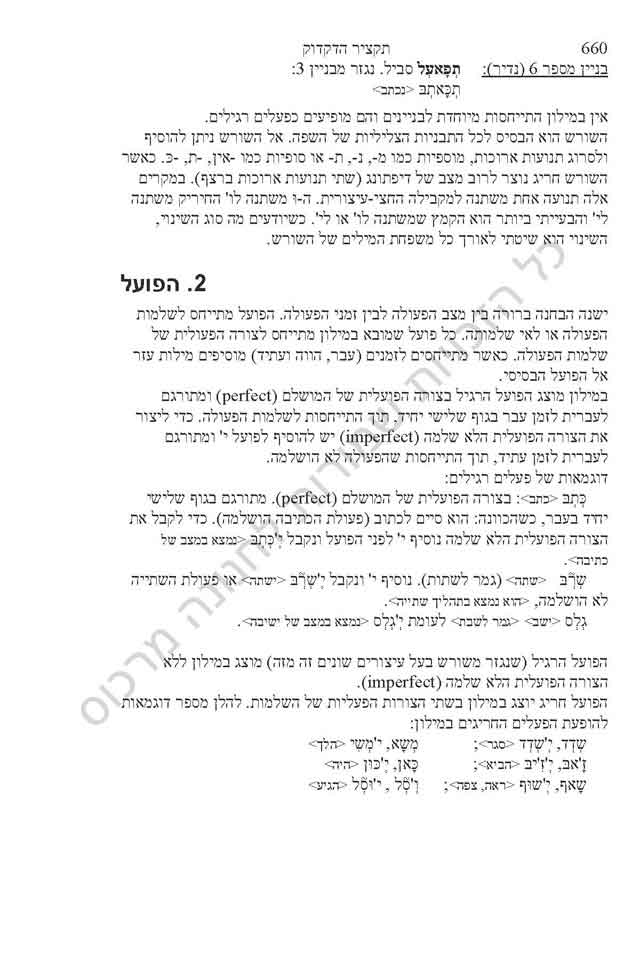 660 תקציר הדקדוק
בניין מספר 6 (נדיר): תְפָאעַל סביל. נגזר מבניין 3:
תְכָּאתְבּ <נכתב>
אין במילון התייחסות מיוחדת לבניינים והם מופיעים כפעלים רגילים.
השורש הוא הבסיס לכל התבניות הצליליות של השפה. אל השורש ניתן להוסיף
ולסרוג תנועות ארוכות, מוספיות כמו מ-, נ-, ת- או סופיות כמו -אין, -ת, -כּ. כאשר
השורש חריג נוצר לרוב מצב של דיפתונג (שתי תנועות ארוכות ברצף). במקרים
אלה תנועה אחת משתנה למקבילה החצי-עיצורית. ה-וּ משתנה לו' החיריק משתנה
לי' והבעייתי ביותר הוא הקמץ שמשתנה לו' או לי'. כשיודעים מה סוג השינוי,
השינוי הוא שיטתי לאורך כל משפחת המילים של השורש.
2. הפועל
ישנה הבחנה ברורה בין מצב הפעולה לבין זמני הפעולה. הפועל מתייחס לשלמות
הפעולה או לאי שלמותה. כל פועל שמובא במילון מתייחס לצורה הפעולית של
שלמות הפעולה. כאשר מתייחסים לזמנים (עבר, הווה ועתיד) מוסיפים מילות עזר
אל הפועל הבסיסי.
במילון מוצג הפועל הרגיל בצורה הפועלית של המושלם (perfect) ומתורגם
לעברית לזמן עבר בגוף שלישי יחיד, תוך התייחסות לשלמות הפעולה. כדי ליצור
את הצורה הפועלית הלא שלמה (imperfect) יש להוסיף לפועל י' ומתורגם
לעברית לזמן עתיד, תוך התייחסות שהפעולה לא הושלמה.
דוגמאות של פעלים רגילים:
כְּתַבּ <כתב>: בצורה הפועלית של המושלם (perfect). מתורגם בגוף שלישי
יחיד בעבר, כשהכוונה: הוא סיים לכתוב (פעולת הכתיבה הושלמה). כדי לקבל את
הצורה הפועלית הלא שלמה נוסיף י' לפני הפועל ונקבל יְ'כְּתַבּ <נמצא במצב של
כתיבה>.
שְרַבּ <שתה> (גמר לשתות). נוסיף י' ונקבל יְ'שְרַבּ <ישתה> או פעולת השתייה
לא הושלמה, <הוא נמצא בתהליך שתייה>.
גְלַס <ישב> <גמר לשבת> לעומת יְ'גְלַס <נמצא במצב של ישיבה>.
הפועל הרגיל (שנגזר משורש בעל עיצורים שונים זה מזה) מוצג במילון ללא
הצורה הפועלית הלא שלמה (imperfect).
הפועל חריג יוצג במילון בשתי הצורות הפעליות של השלמות. להלן מספר דוגמאות
להופעת הפעלים החריגים במילון:
שְדַד, יְ'שְדַד <סגר>; מְשָא, י'מְשִי <הלך>
זָ'אבּ, יְ'זִ'יבּ <הביא>; כָּאן, יְ'כּוּן <היה>
שָאף, יְ'שוּף <ראה, צפה>; וְסַל , י'וּסַל <הגיע>
כל הזכויות שמורות לחנונה מרכוס